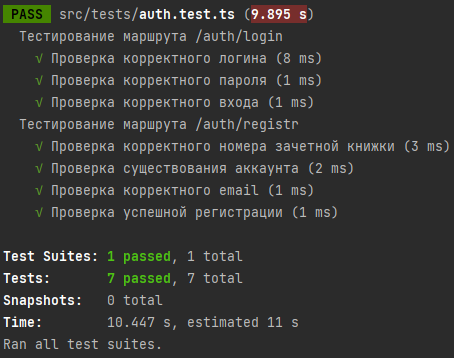 PASS src/tests/auth.test.ts (9.895 s)
Тестирование маршрута /auth/login
√ Проверка корректного логина (8 ms)
√ Проверка корректного пароля (1 ms)
√ Проверка корректного входа (1 ms)
Тестирование маршрута /auth/registr
√ Проверка корректного номера зачетной книжки (3 ms)
√ Проверка существования аккаунта (2 ms)
√ Проверка корректного email (1 ms)
√ Проверка успешной регистрации (1 ms)
Test Suites: 1 passed, 1 total
Tests: 7 passed, 7 total
Snapshots: 0 total
Time: 10.447 s, estimated 11 s
Ran all test suites.